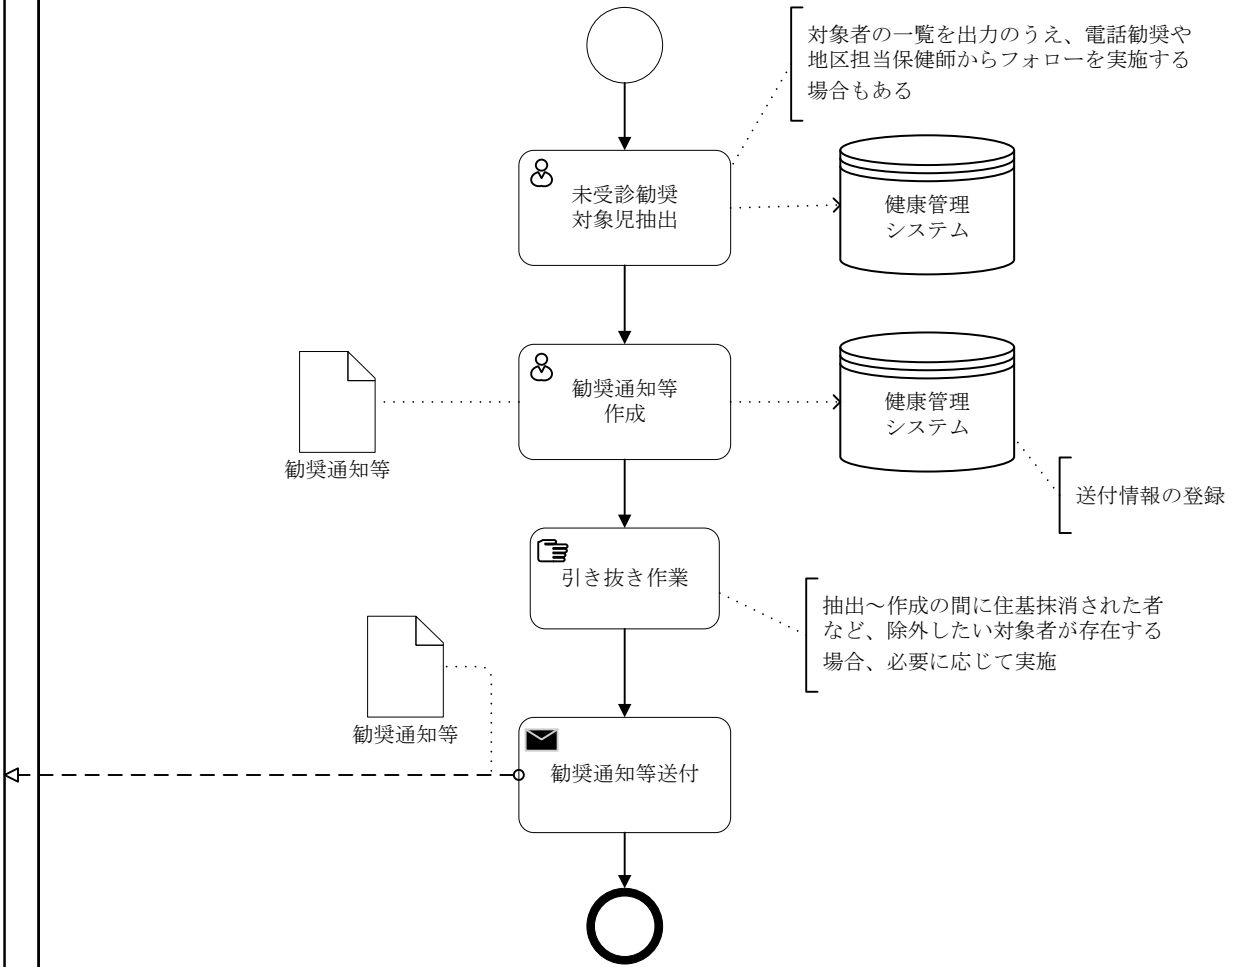 対象者の一覧を出力のうえ、電話勧奨や
地区担当保健師からフォローを実施する
場合もある
未受診勧奨
対象児抽出
健康管理
システム
勧奨通知等
作成
健康管理
システム
勧奨通知等
送付情報の登録
引き抜き作業
抽出～作成の間に住基抹消された者
など、除外したい対象者が存在する
場合、必要に応じて実施
勧奨通知等
勧奨通知等送付